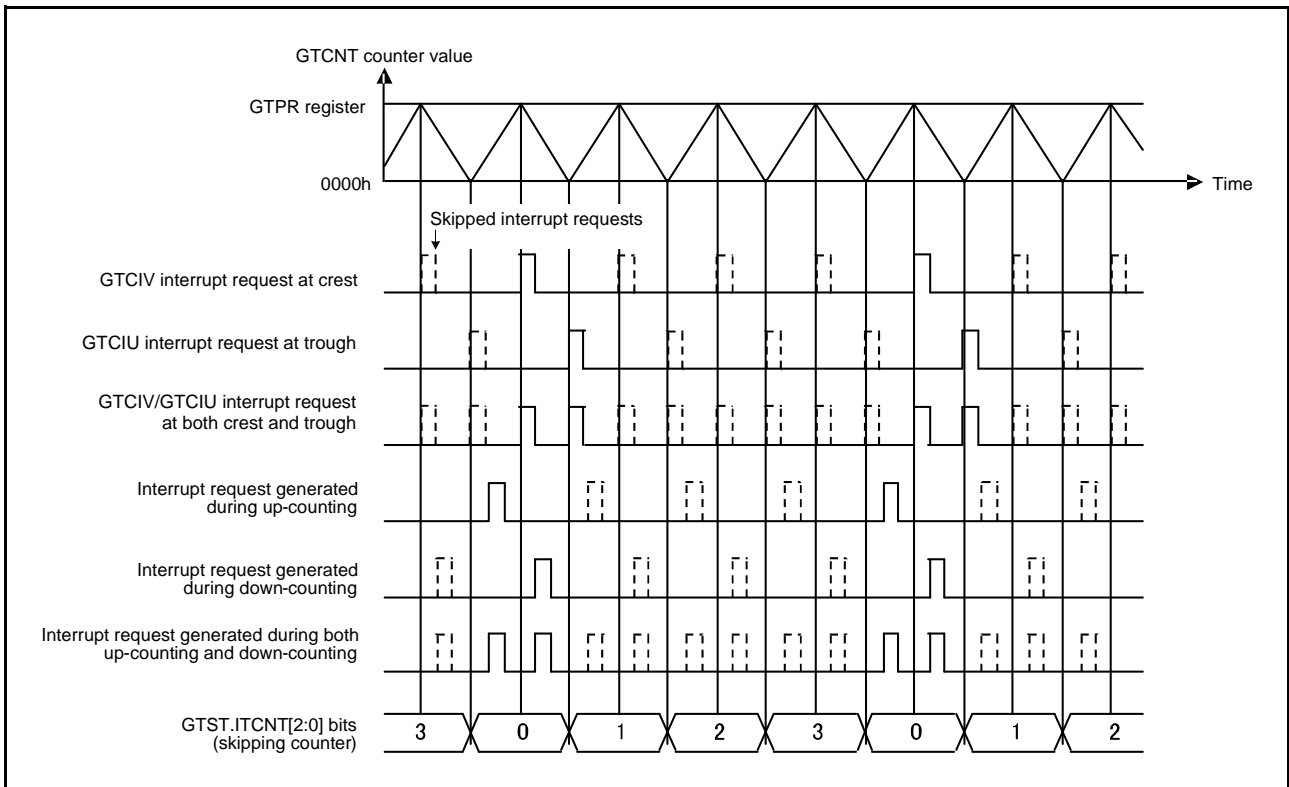 GTCNT counter value
GTPR register
0000h
Time
Skipped interrupt requests
GTCIV interrupt request at crest
GTCIU interrupt request at trough
GTCIV/GTCIU interrupt request
at both crest and trough
Interrupt request generated
during up-counting
Interrupt request generated
during down-counting
Interrupt request generated during both
up-counting and down-counting
GTST.ITCNT[2:0] bits
(skipping counter)
3 0 1 2 3 0 1 2